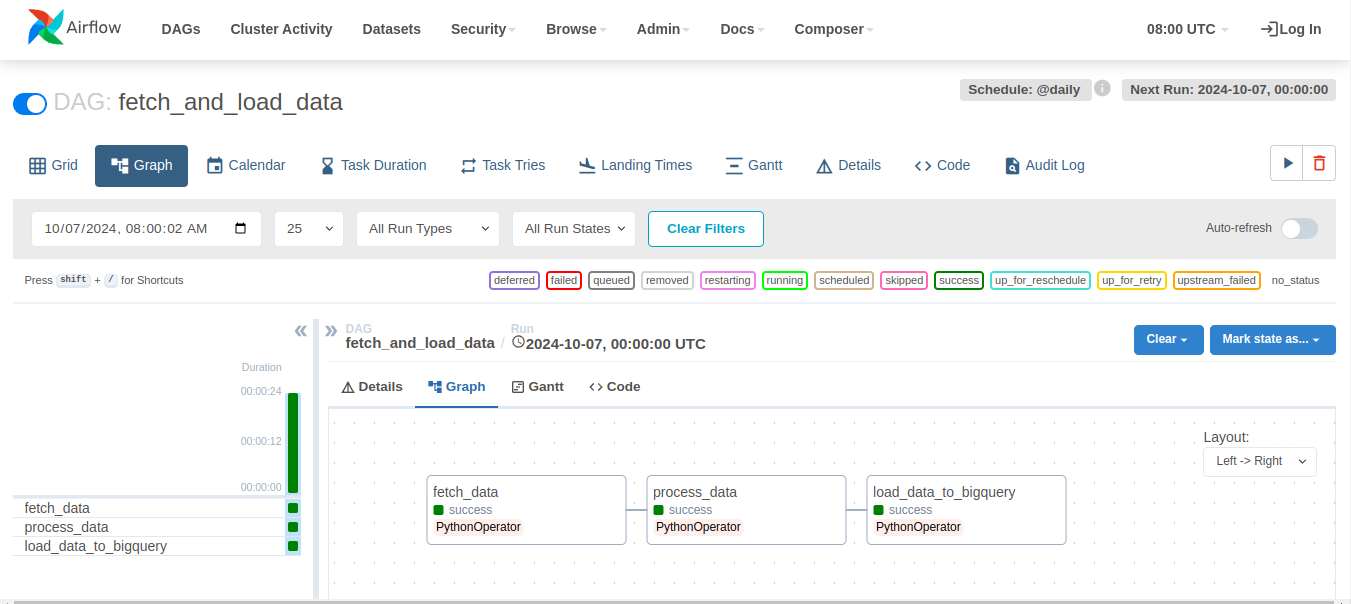 Airflow DAGs Cluster Activity Datasets Security Browse Admin Docs Composer 08:00 UTC Log In
DAG: fetch_and_load_data
Schedule: @daily i Next Run: 2024-10-07, 00:00:00
Grid Graph Calendar Task Duration Task Tries Landing Times Gantt Details Code Audit Log
10/07/2024, 08:00:02 AM 25 All Run Types All Run States Clear Filters Auto-refresh
Press shift + / for Shortcuts
deferred failed queued removed restarting running scheduled skipped success up_for_reschedule up_for_retry upstream_failed no_status
« » DAG Run
fetch_and_load_data / 2024-10-07, 00:00:00 UTC Clear Mark state as...
Duration
00:00:24
00:00:12
00:00:00
fetch_data
process_data
load_data_to_bigquery
Details Graph Gantt Code
Layout:
Left -> Right
fetch_data
success
PythonOperator
process_data
success
PythonOperator
load_data_to_bigquery
success
PythonOperator